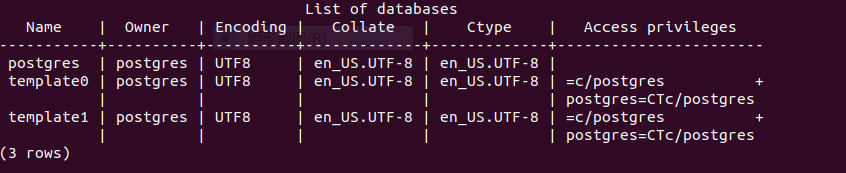 List of databases
Name | Owner | Encoding | Collate | Ctype | Access privileges
-----------+----------+----------+-------------+-------------+-----------------------
postgres | postgres | UTF8 | en_US.UTF-8 | en_US.UTF-8 |
template0 | postgres | UTF8 | en_US.UTF-8 | en_US.UTF-8 | =c/postgres +
| | | | | postgres=CTc/postgres
template1 | postgres | UTF8 | en_US.UTF-8 | en_US.UTF-8 | =c/postgres +
| | | | | postgres=CTc/postgres
(3 rows)